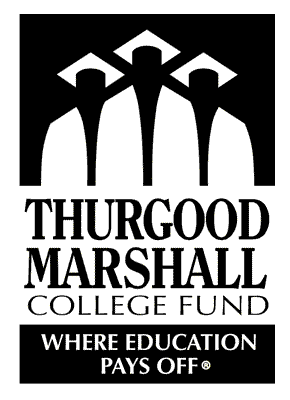 THURGOOD
MARSHALL
COLLEGE FUND
WHERE EDUCATION
PAYS OFF®